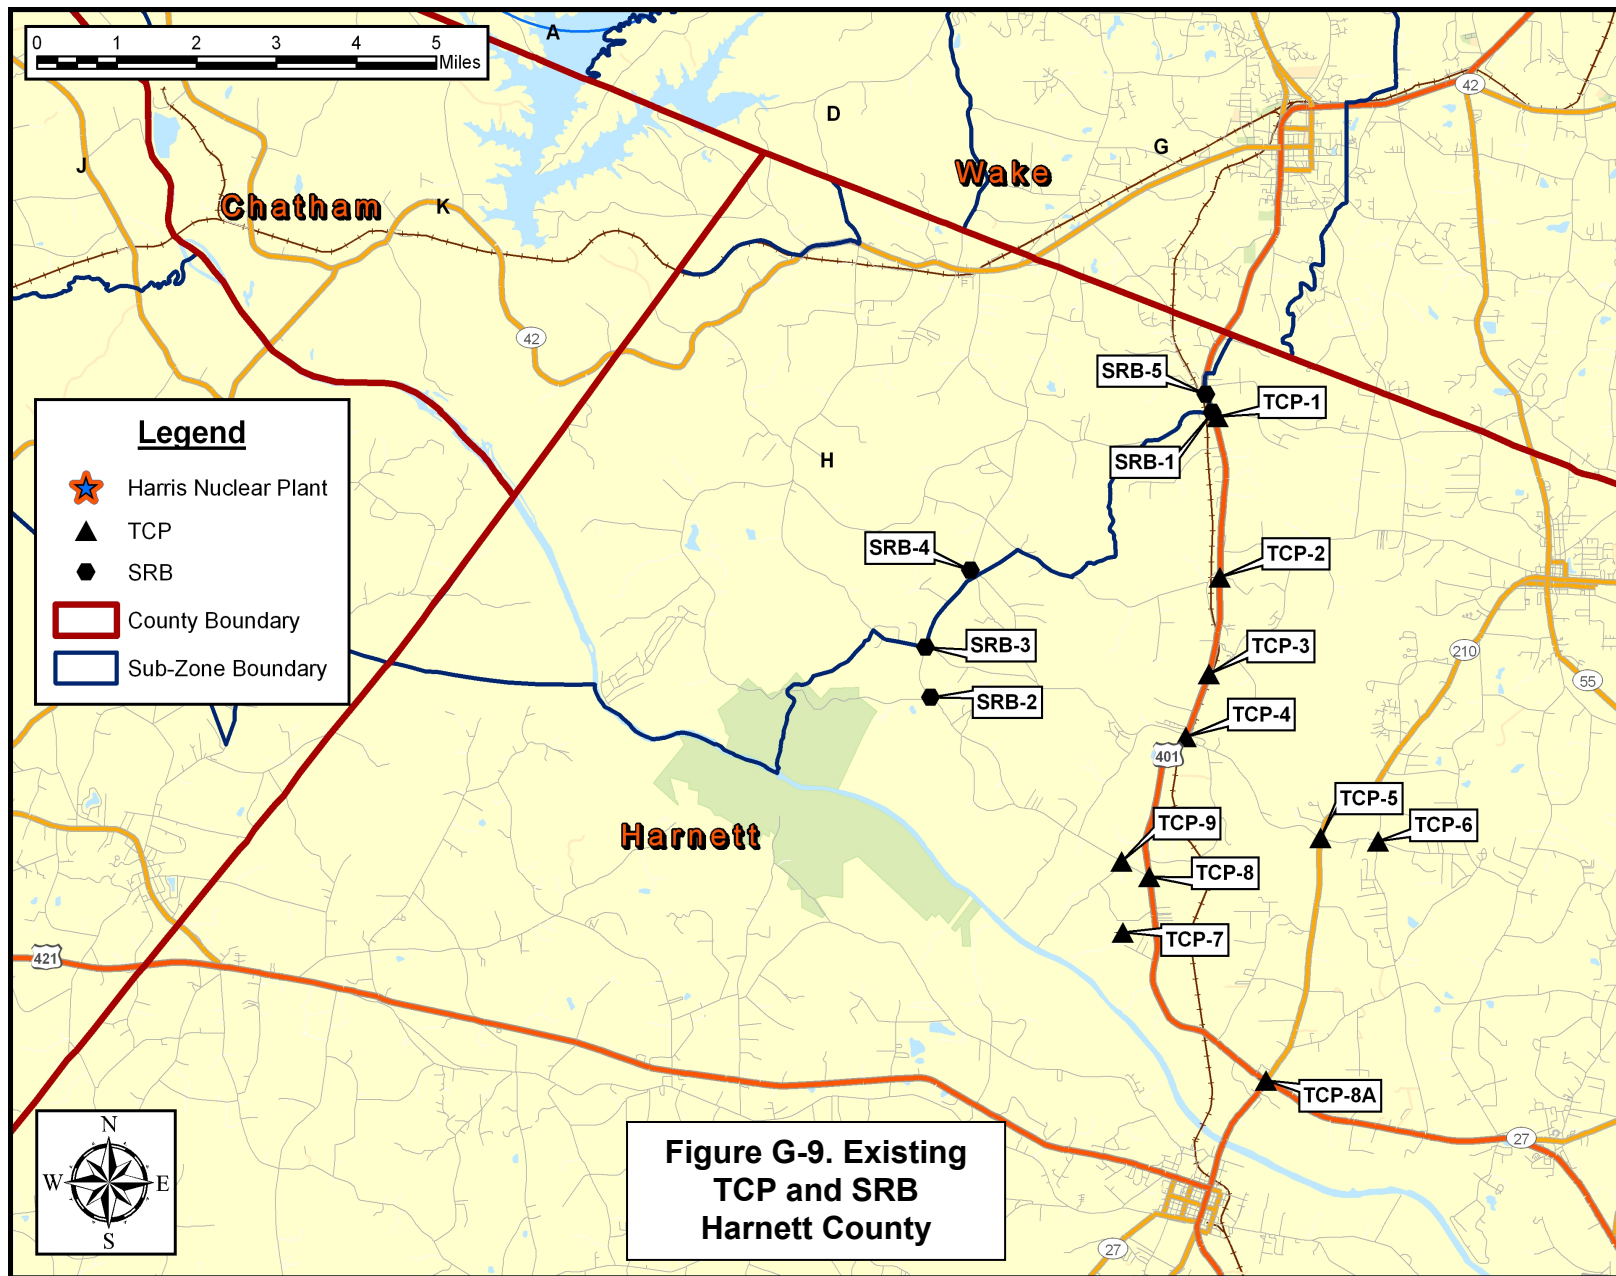 0 1 2 3 4 5
Miles
A
D
G
42
J
Wake
Chatham
K
42
SRB-5
TCP-1
SRB-1
H
Legend
Harris Nuclear Plant
TCP
SRB
County Boundary
Sub-Zone Boundary
SRB-4
TCP-2
SRB-3
TCP-3
210
55
SRB-2
TCP-4
401
TCP-5
TCP-6
TCP-9
Harnett
TCP-8
TCP-7
421
TCP-8A
27
N
W E
S
Figure G-9. Existing
TCP and SRB
Harnett County
27